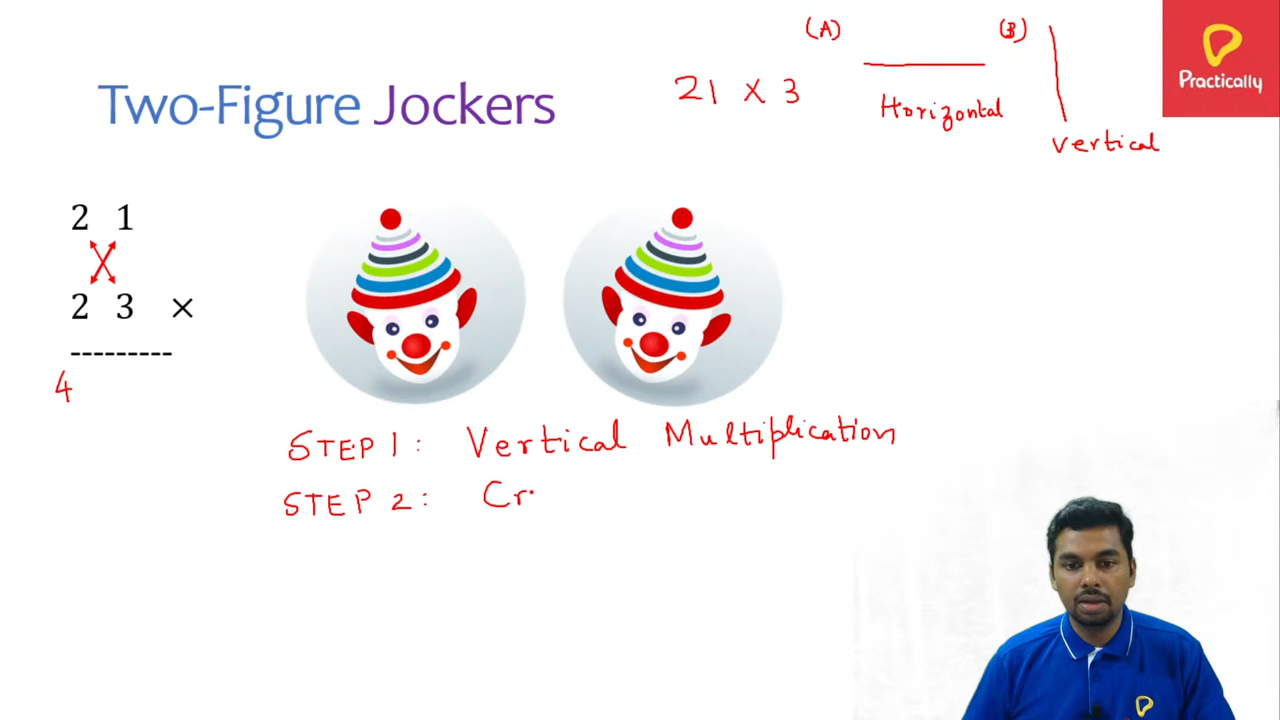 Two-Figure Jockers
21 × 3
(A)
Horizontal
(B)
vertical
Practically
2 1
2 3 ×
---------
4
STEP 1: Vertical Multiplication
STEP 2: Cr